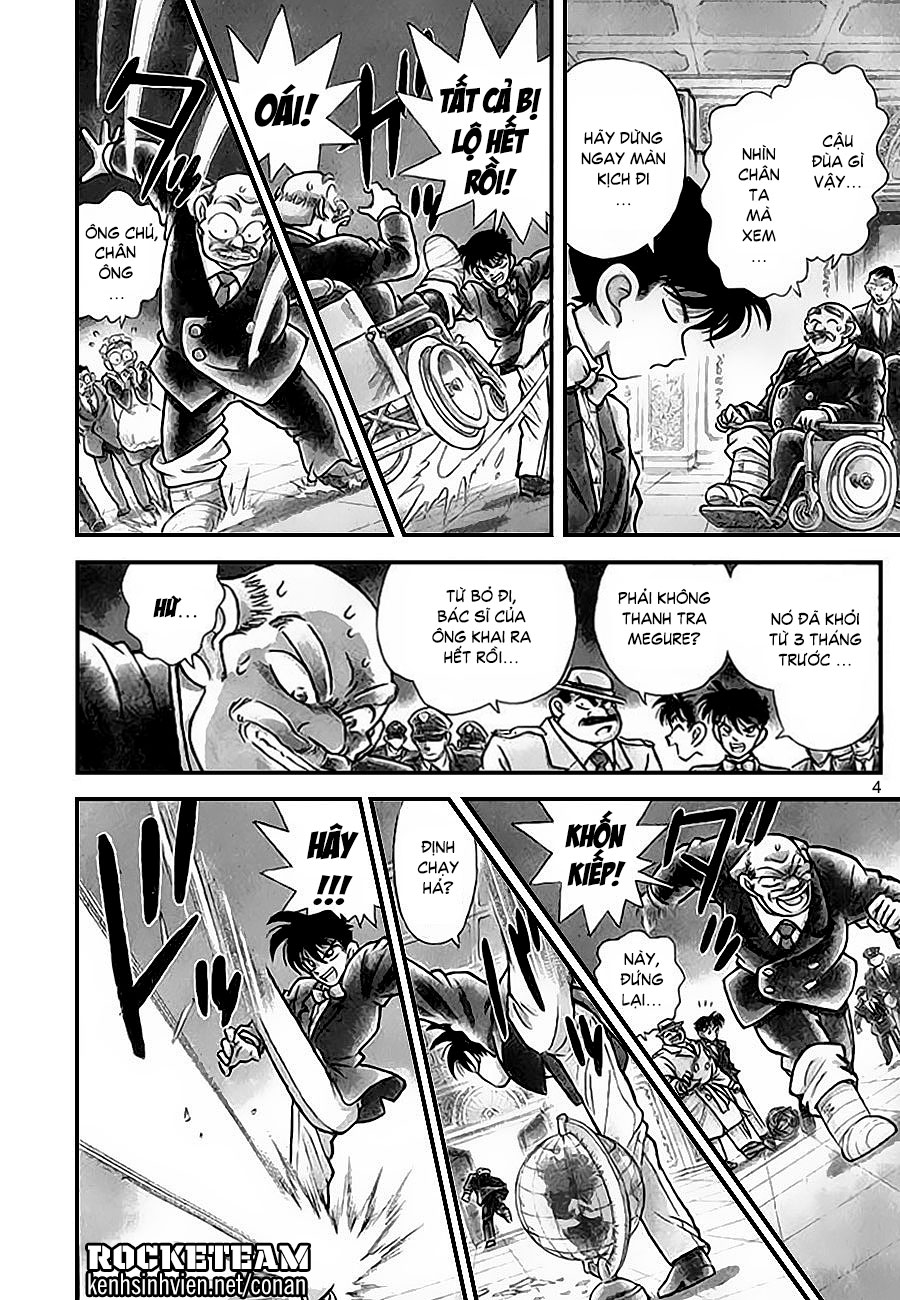 CẬU
ĐÙA GÌ
VẬY...
NHÌN
CHÂN
TA
MÀ
XEM
...
HÃY DỪNG
NGAY MÀN
KỊCH ĐI
...
TẤT CẢ BỊ
LỘ HẾT
RỒI!
OÁI!
ÔNG CHỦ,
CHÂN
ÔNG
...
NÓ ĐÃ KHỎI
TỪ 3 THÁNG
TRƯỚC ...
PHẢI KHÔNG
THANH TRA
MEGURE?
TỪ BỎ ĐI,
BÁC SĨ CỦA
ÔNG KHAI RA
HẾT RỒI...
HỪ...
4
KHỐN
KIẾP!
NÀY,
ĐỨNG
LẠI...
ĐỊNH
CHẠY
HẢ?
HÂY
!!!
ROCKETEAM
kenhsinhvien.net/conan